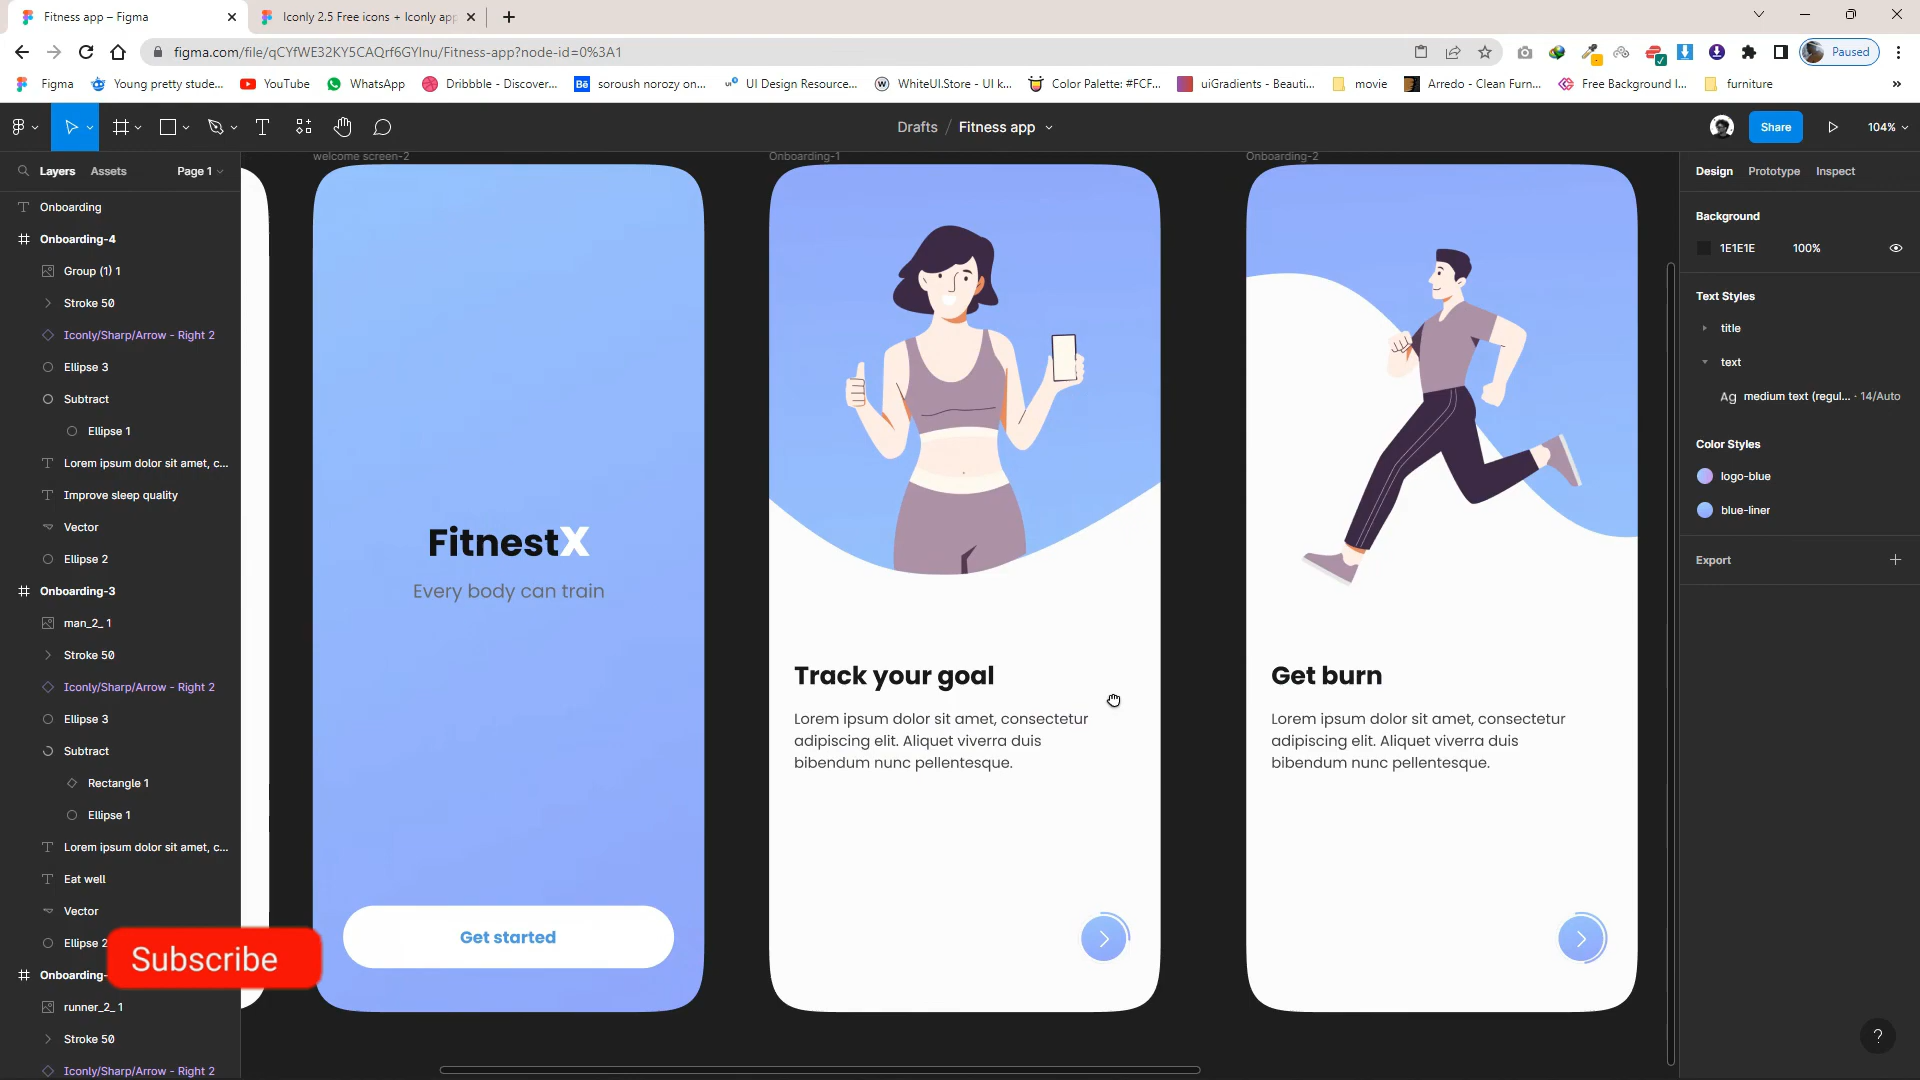 Fitness app – Figma
Iconly 2.5 Free icons + Iconly app
figma.com/file/qCYfWE32KY5CAQrf6GYlnu/Fitness-app?node-id=0%3A1
Paused
Figma
Young pretty stude...
YouTube
WhatsApp
Dribbble - Discover...
Bē
soroush norozy on...
UI Design Resource...
WhiteUI.Store - UI k...
Color Palette: #FCF...
uiGradients - Beauti...
movie
Arredo - Clean Furn...
Free Background I...
furniture
»
Drafts / Fitness app
Share
104%
Layers
Assets
Page 1
Onboarding
Onboarding-4
Group (1) 1
Stroke 50
Iconly/Sharp/Arrow - Right 2
Ellipse 3
Subtract
Ellipse 1
Lorem ipsum dolor sit amet, c...
Improve sleep quality
Vector
Ellipse 2
Onboarding-3
man_2_ 1
Stroke 50
Iconly/Sharp/Arrow - Right 2
Ellipse 3
Subtract
Rectangle 1
Ellipse 1
Lorem ipsum dolor sit amet, c...
Eat well
Vector
Ellipse 2
Onboarding-
runner_2_ 1
Stroke 50
Iconly/Sharp/Arrow - Right 2
Subscribe
welcome screen-2
FitnestX
Every body can train
Get started
Onboarding-1
Track your goal
Lorem ipsum dolor sit amet, consectetur
adipiscing elit. Aliquet viverra duis
bibendum nunc pellentesque.
Onboarding-2
Get burn
Lorem ipsum dolor sit amet, consectetur
adipiscing elit. Aliquet viverra duis
bibendum nunc pellentesque.
Design
Prototype
Inspect
Background
1E1E1E
100%
Text Styles
title
text
Ag medium text (regul... · 14/Auto
Color Styles
logo-blue
blue-liner
Export
?